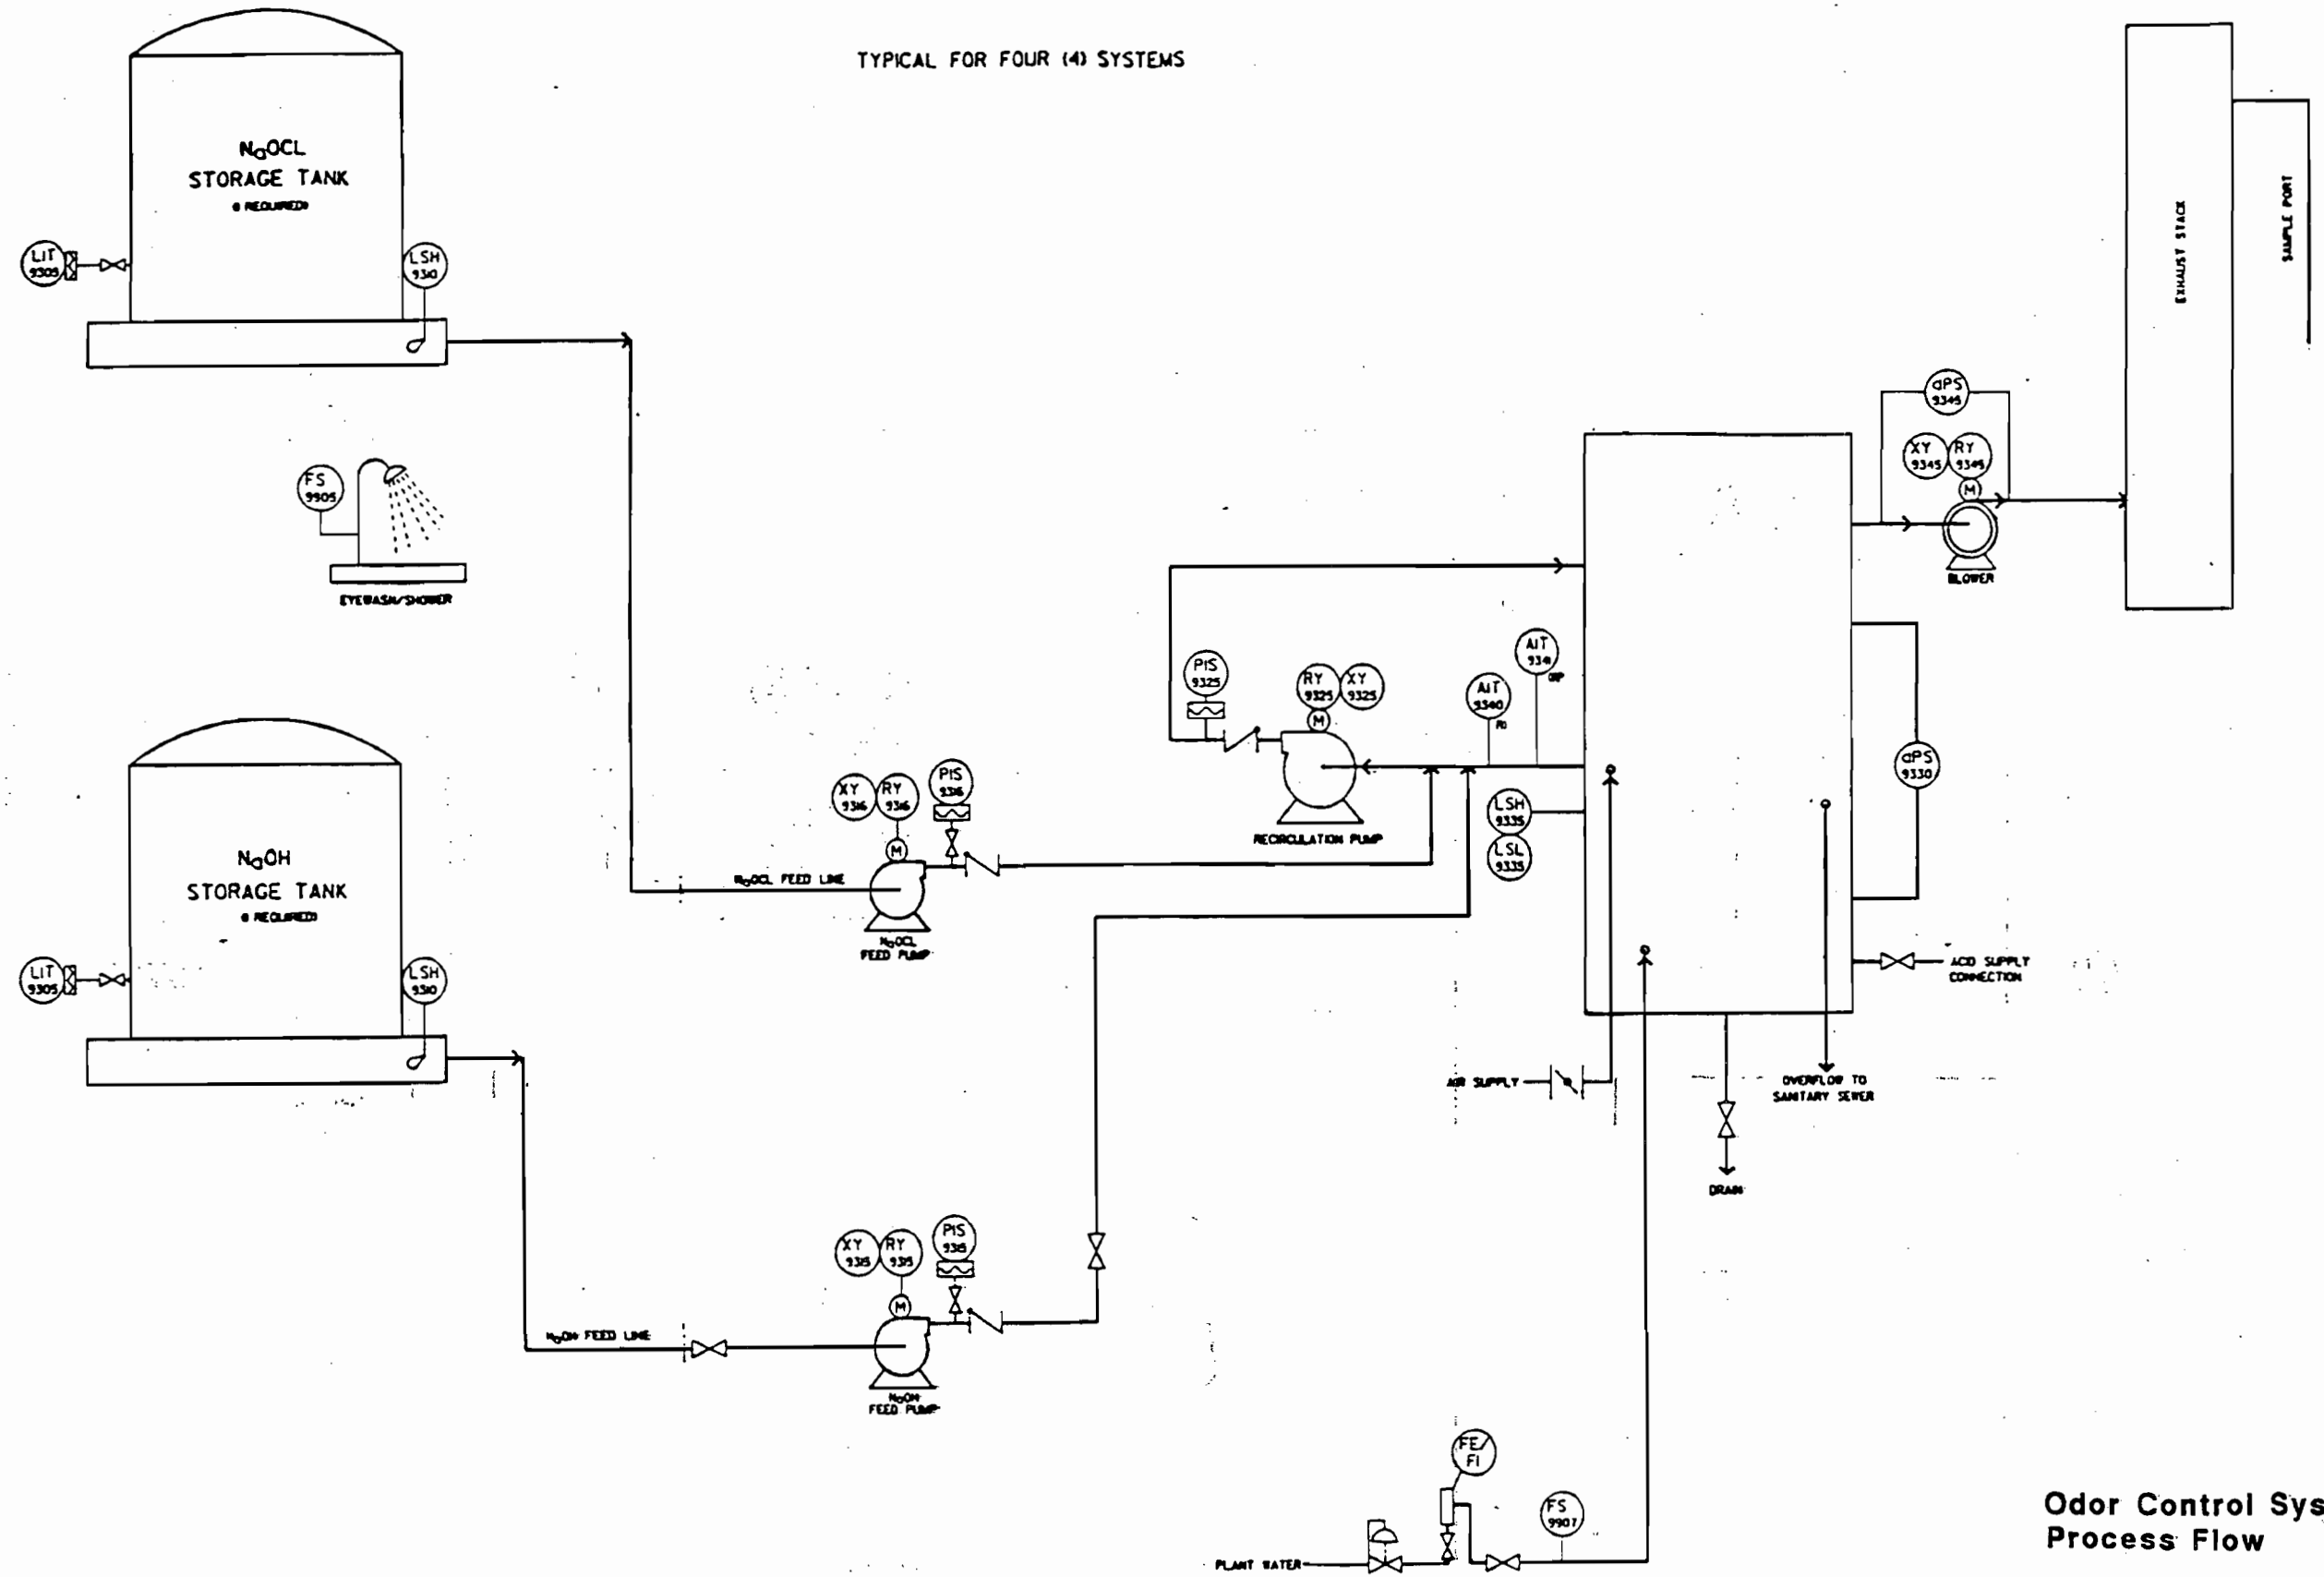 TYPICAL FOR FOUR (4) SYSTEMS
NaOCL
STORAGE TANK
REQUIRED)
LIT
9305
LSH
9310
EXHAUST STACK
SAMPLE PORT
dPS
9345
XY
9345
RY
9345
M
BLOWER
FS
9905
EYEWASH/SHOWER
PIS
9325
RY
9325
XY
9325
M
AIT
9340
AIT
9341
ORP
RECIRCULATION PUMP
LSH
9335
LSL
9335
dPS
9330
NaOH
STORAGE TANK
REQUIRED)
LIT
9305
LSH
9310
XY
9316
RY
9316
PIS
9316
M
NaOCL FEED LINE
NaOCL
FEED PUMP
ACID SUPPLY
CONNECTION
AIR SUPPLY
OVERFLOW TO
SANITARY SEWER
DRAIN
XY
9315
RY
9315
PIS
9315
M
NaOH FEED LINE
NaOH
FEED PUMP
FE/
FI
FS
9907
PLANT WATER
Odor Control Sys
Process Flow